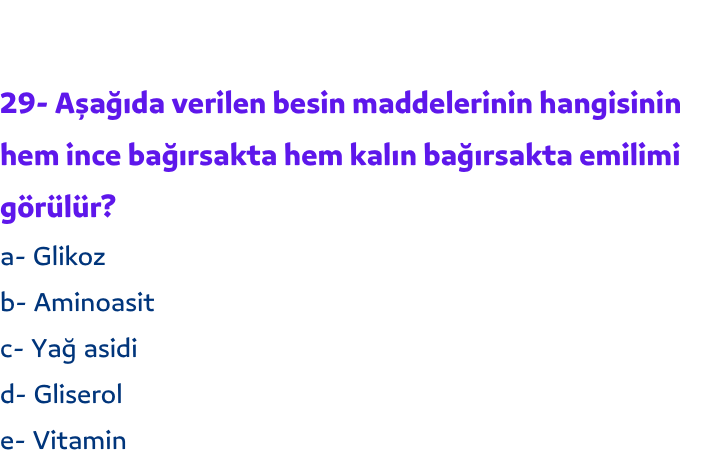 29- Aşağıda verilen besin maddelerinin hangisinin
hem ince bağırsakta hem kalın bağırsakta emilimi
görülür?
a- Glikoz
b- Aminoasit
c- Yağ asidi
d- Gliserol
e- Vitamin